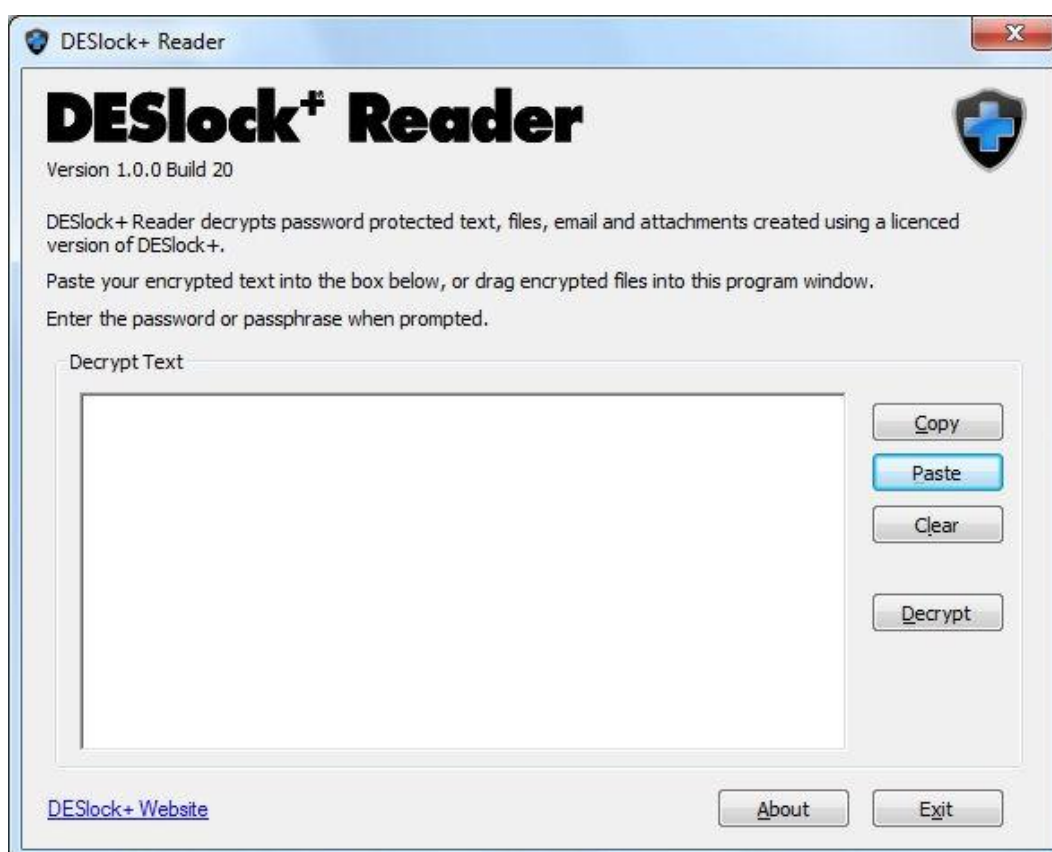 DESlock+ Reader
DESlock+ Reader
Version 1.0.0 Build 20
DESlock+ Reader decrypts password protected text, files, email and attachments created using a licenced
version of DESlock+.
Paste your encrypted text into the box below, or drag encrypted files into this program window.
Enter the password or passphrase when prompted.
Decrypt Text
Copy
Paste
Clear
Decrypt
DESlock+ Website
About
Exit